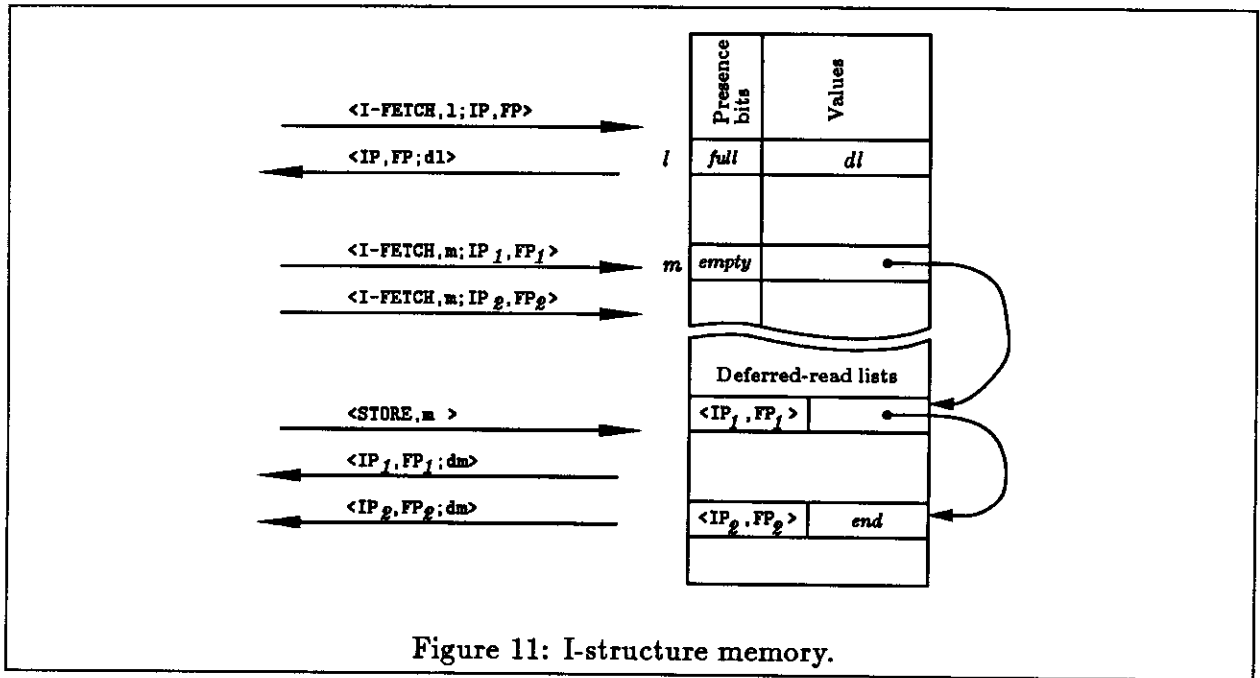 Presence bits
Values
<I-FETCH,l;IP,FP>
<IP,FP;dl>
l full dl
<I-FETCH,m;IP1,FP1>
m empty
<I-FETCH,m;IP2,FP2>
Deferred-read lists
<STORE,m >
<IP1,FP1>
<IP1,FP1;dm>
<IP2,FP2;dm>
<IP2,FP2> end
Figure 11: I-structure memory.